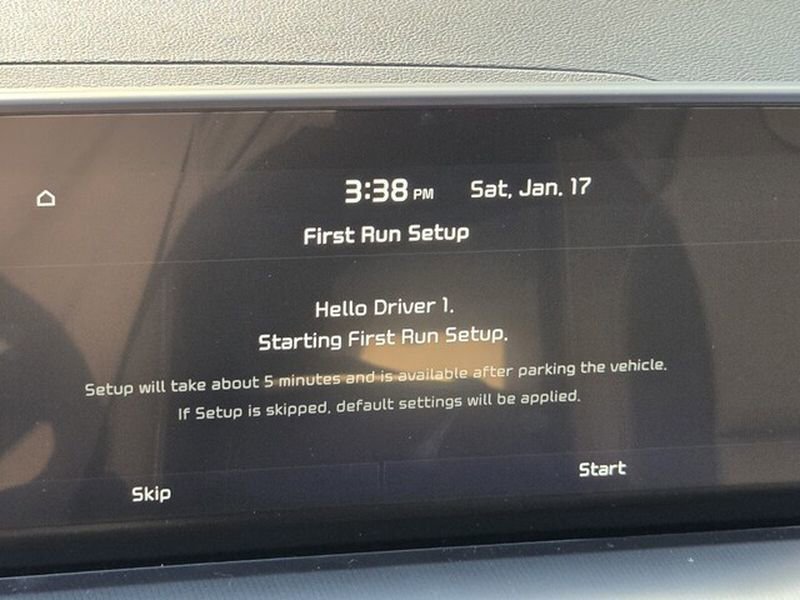 3:38 PM Sat, Jan. 17
First Run Setup
Hello Driver 1.
Starting First Run Setup.
Setup will take about 5 minutes and is available after parking the vehicle.
If Setup is skipped, default settings will be applied.
Skip Start